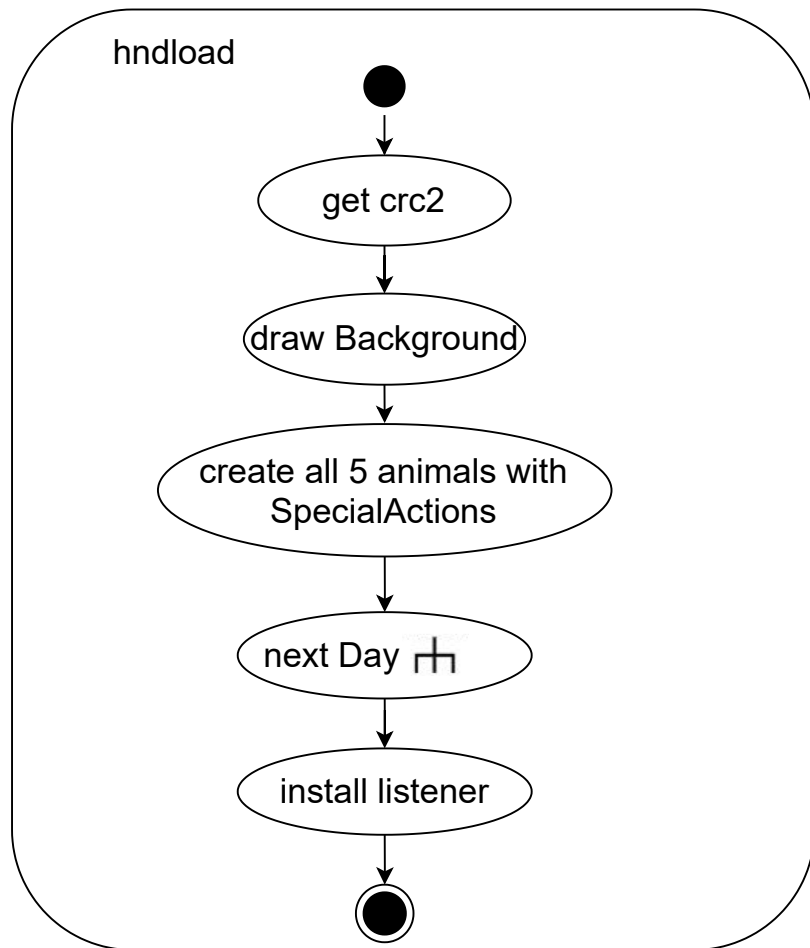 hndload
get crc2
draw Background
create all 5 animals with
SpecialActions
next Day
install listener